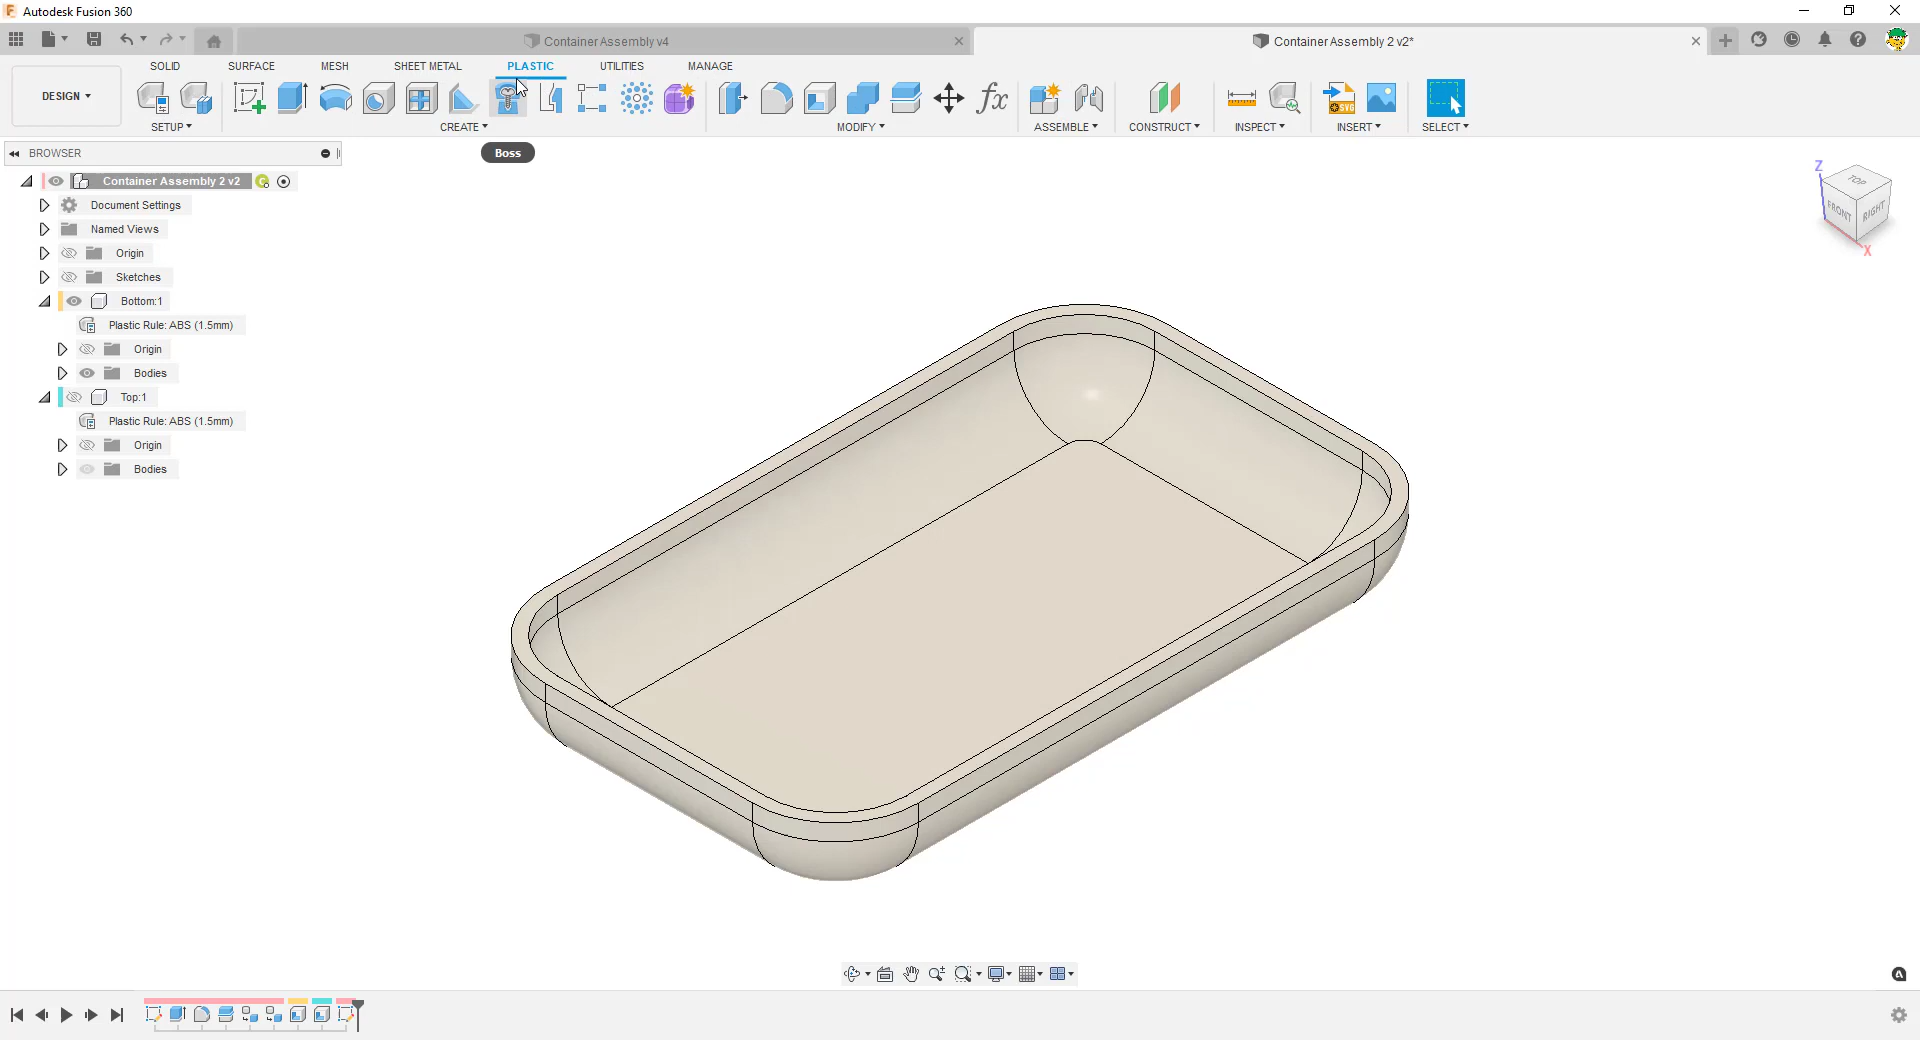 Autodesk Fusion 360
Container Assembly v4
Container Assembly 2 v2*
SOLID
SURFACE
MESH
SHEET METAL
PLASTIC
UTILITIES
MANAGE
DESIGN
SETUP
CREATE
MODIFY
ASSEMBLE
CONSTRUCT
INSPECT
INSERT
SELECT
fx
SVG
BROWSER
Boss
Container Assembly 2 v2
Document Settings
Named Views
Origin
Sketches
Bottom:1
Plastic Rule: ABS (1.5mm)
Origin
Bodies
Top:1
Plastic Rule: ABS (1.5mm)
Origin
Bodies
Z
TOP
FRONT
RIGHT
X